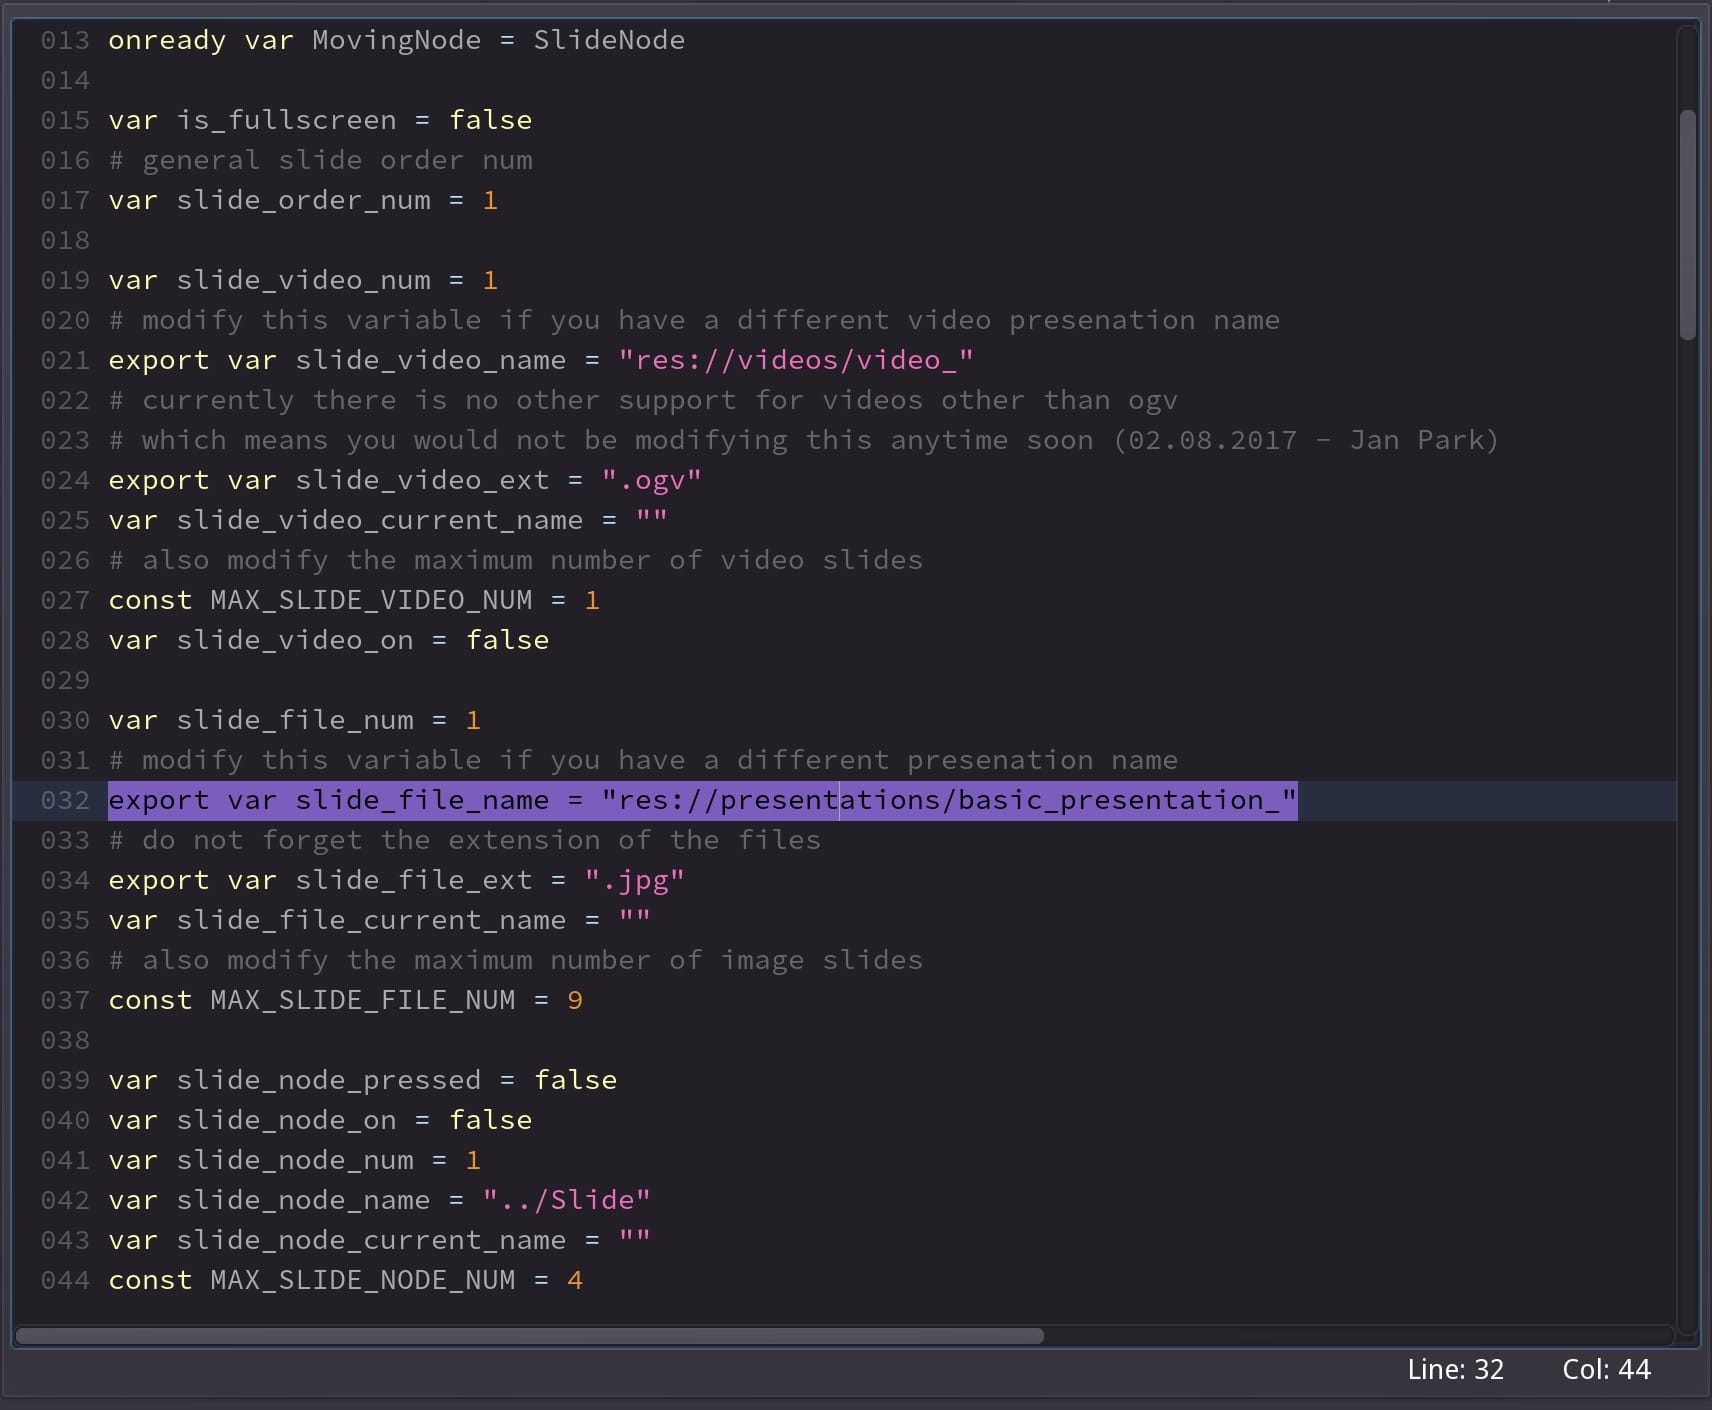 013 onready var MovingNode = SlideNode
014
015 var is_fullscreen = false
016 # general slide order num
017 var slide_order_num = 1
018
019 var slide_video_num = 1
020 # modify this variable if you have a different video presenation name
021 export var slide_video_name = "res://videos/video_"
022 # currently there is no other support for videos other than ogv
023 # which means you would not be modifying this anytime soon (02.08.2017 - Jan Park)
024 export var slide_video_ext = ".ogv"
025 var slide_video_current_name = ""
026 # also modify the maximum number of video slides
027 const MAX_SLIDE_VIDEO_NUM = 1
028 var slide_video_on = false
029
030 var slide_file_num = 1
031 # modify this variable if you have a different presenation name
032 export var slide_file_name = "res://presentations/basic_presentation_"
033 # do not forget the extension of the files
034 export var slide_file_ext = ".jpg"
035 var slide_file_current_name = ""
036 # also modify the maximum number of image slides
037 const MAX_SLIDE_FILE_NUM = 9
038
039 var slide_node_pressed = false
040 var slide_node_on = false
041 var slide_node_num = 1
042 var slide_node_name = "../Slide"
043 var slide_node_current_name = ""
044 const MAX_SLIDE_NODE_NUM = 4
Line: 32 Col: 44